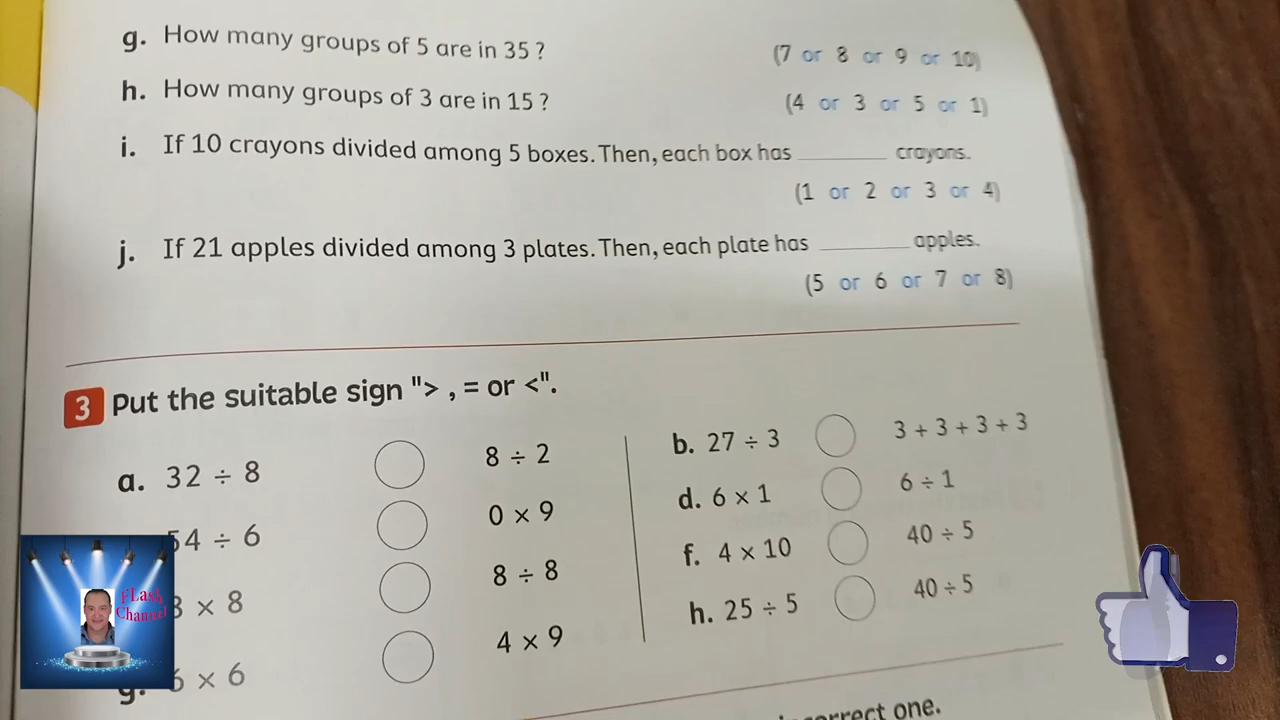 g. How many groups of 5 are in 35 ? (7 or 8 or 9 or 10)
h. How many groups of 3 are in 15 ? (4 or 3 or 5 or 1)
i. If 10 crayons divided among 5 boxes. Then, each box has ______ crayons.
(1 or 2 or 3 or 4)
j. If 21 apples divided among 3 plates. Then, each plate has ______ apples.
(5 or 6 or 7 or 8)
3 Put the suitable sign "> , = or <".
a. 32 ÷ 8 8 ÷ 2
b. 27 ÷ 3 3 + 3 + 3 + 3
54 ÷ 6 0 × 9
d. 6 × 1 6 ÷ 1
8 × 8 8 ÷ 8
f. 4 × 10 40 ÷ 5
g. 6 × 6 4 × 9
h. 25 ÷ 5 40 ÷ 5
one.
FLash
Channel